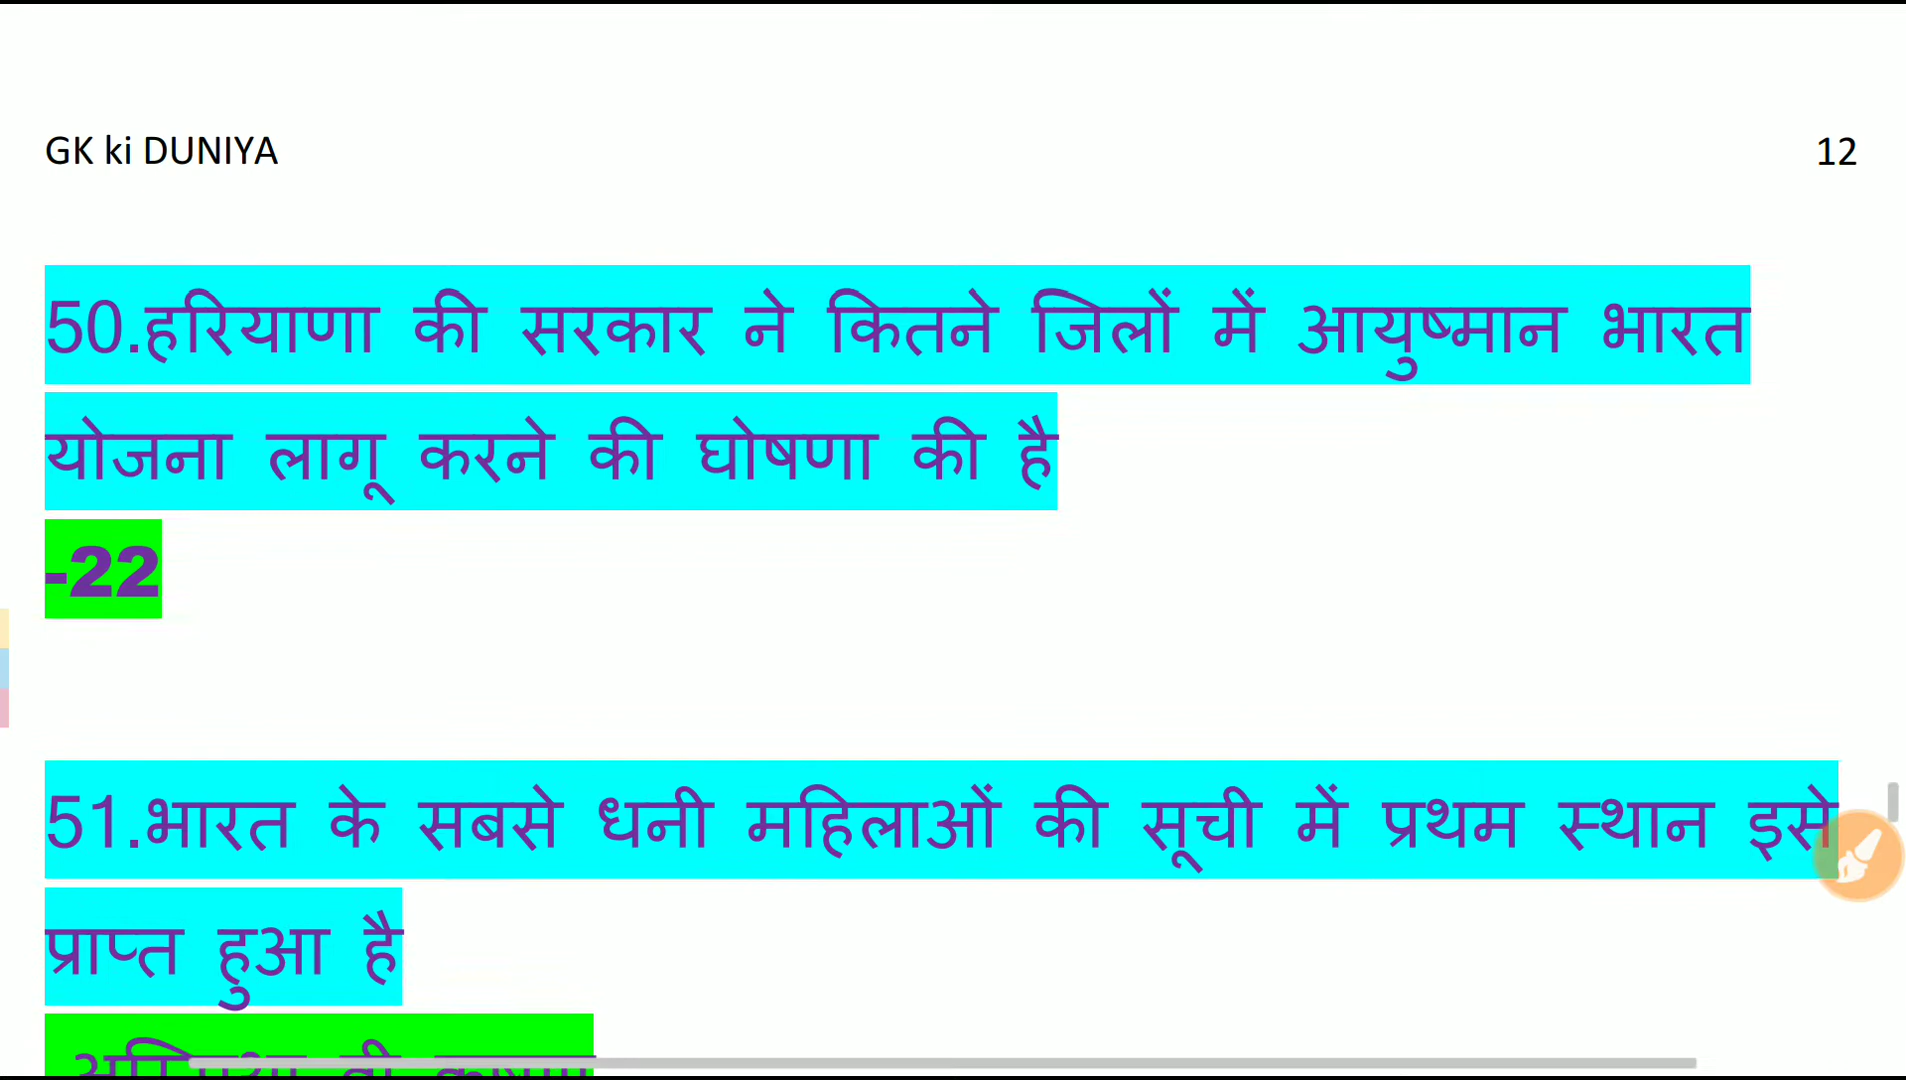 GK ki DUNIYA
12
50.हरियाणा की सरकार ने कितने जिलों में आयुष्मान भारत
योजना लागू करने की घोषणा की है
-22
51.भारत के सबसे धनी महिलाओं की सूची में प्रथम स्थान इसे
प्राप्त हुआ है